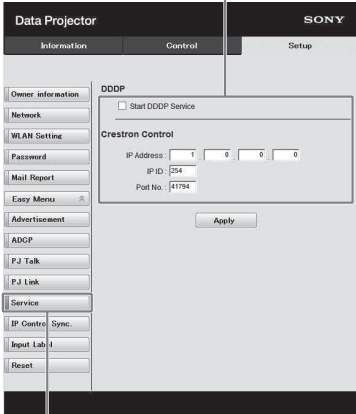 Data Projector
SONY
Information Control Setup
Owner information
Network
WLAN Setting
Password
Mail Report
Easy Menu
Advertisement
ADCP
PJ Talk
PJ Link
Service
IP Control Sync.
Input Label
Reset
DDDP
Start DDDP Service
Crestron Control
IP Address : 1 . 0 . 0 . 0
IP ID : 254
Port No. : 41794
Apply